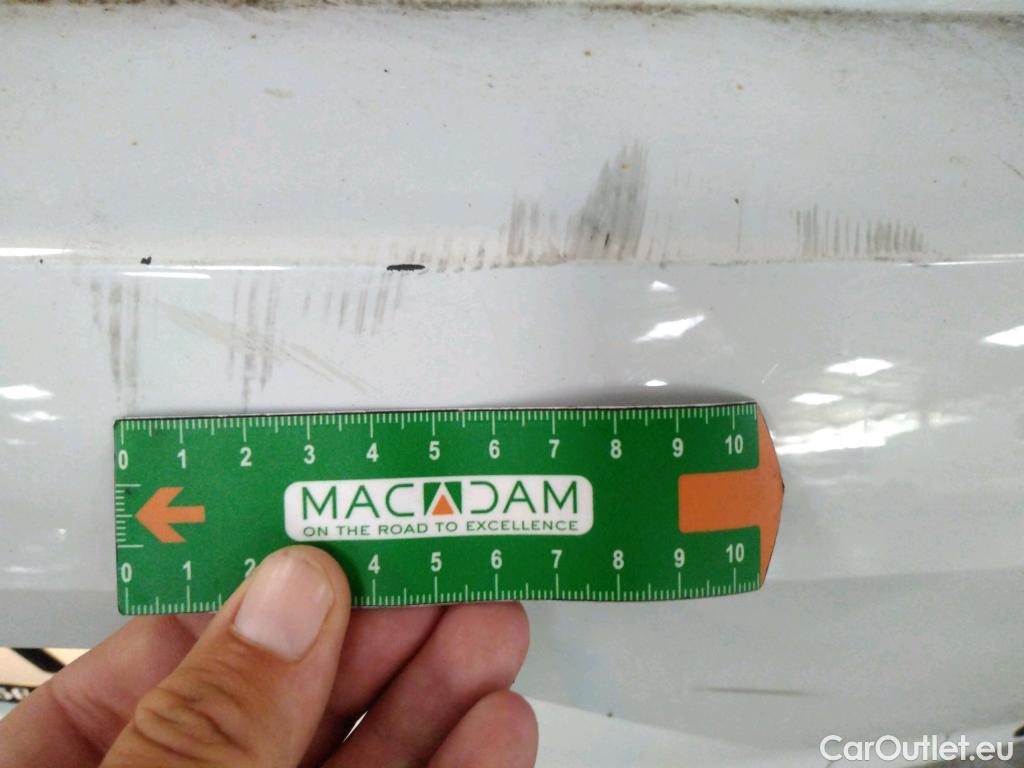 0 1 2 3 4 5 6 7 8 9 10
MACADAM
ON THE ROAD TO EXCELLENCE
0 1 2 4 5 6 7 8 9 10
CarOutlet.eu